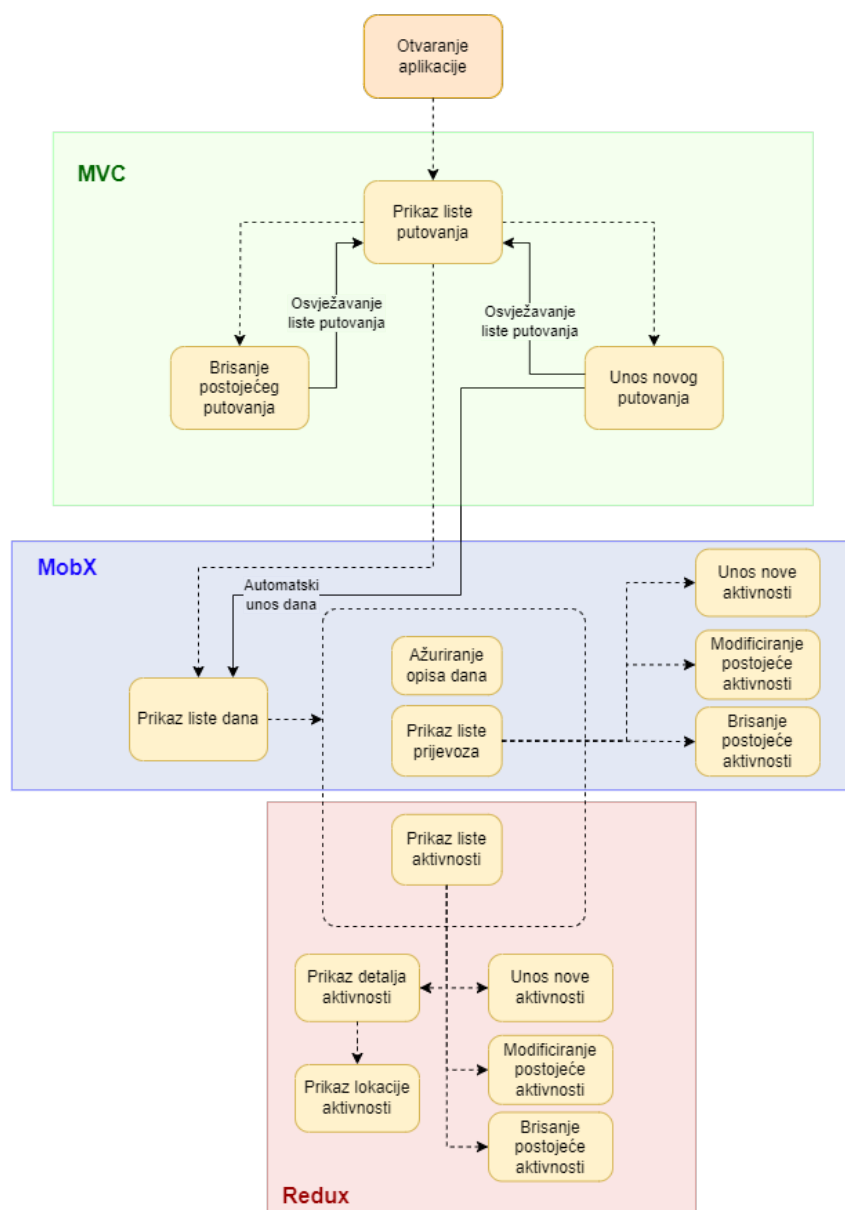 Otvaranje
aplikacije
MVC
Prikaz liste
putovanja
Osvježavanje
liste putovanja
Osvježavanje
liste putovanja
Brisanje
postojećeg
putovanja
Unos novog
putovanja
MobX
Automatski
unos dana
Unos nove
aktivnosti
Ažuriranje
opisa dana
Modificiranje
postojeće
aktivnosti
Prikaz liste dana
Prikaz liste
prijevoza
Brisanje
postojeće
aktivnosti
Prikaz liste
aktivnosti
Prikaz detalja
aktivnosti
Unos nove
aktivnosti
Modificiranje
postojeće
aktivnosti
Prikaz lokacije
aktivnosti
Brisanje
postojeće
aktivnosti
Redux